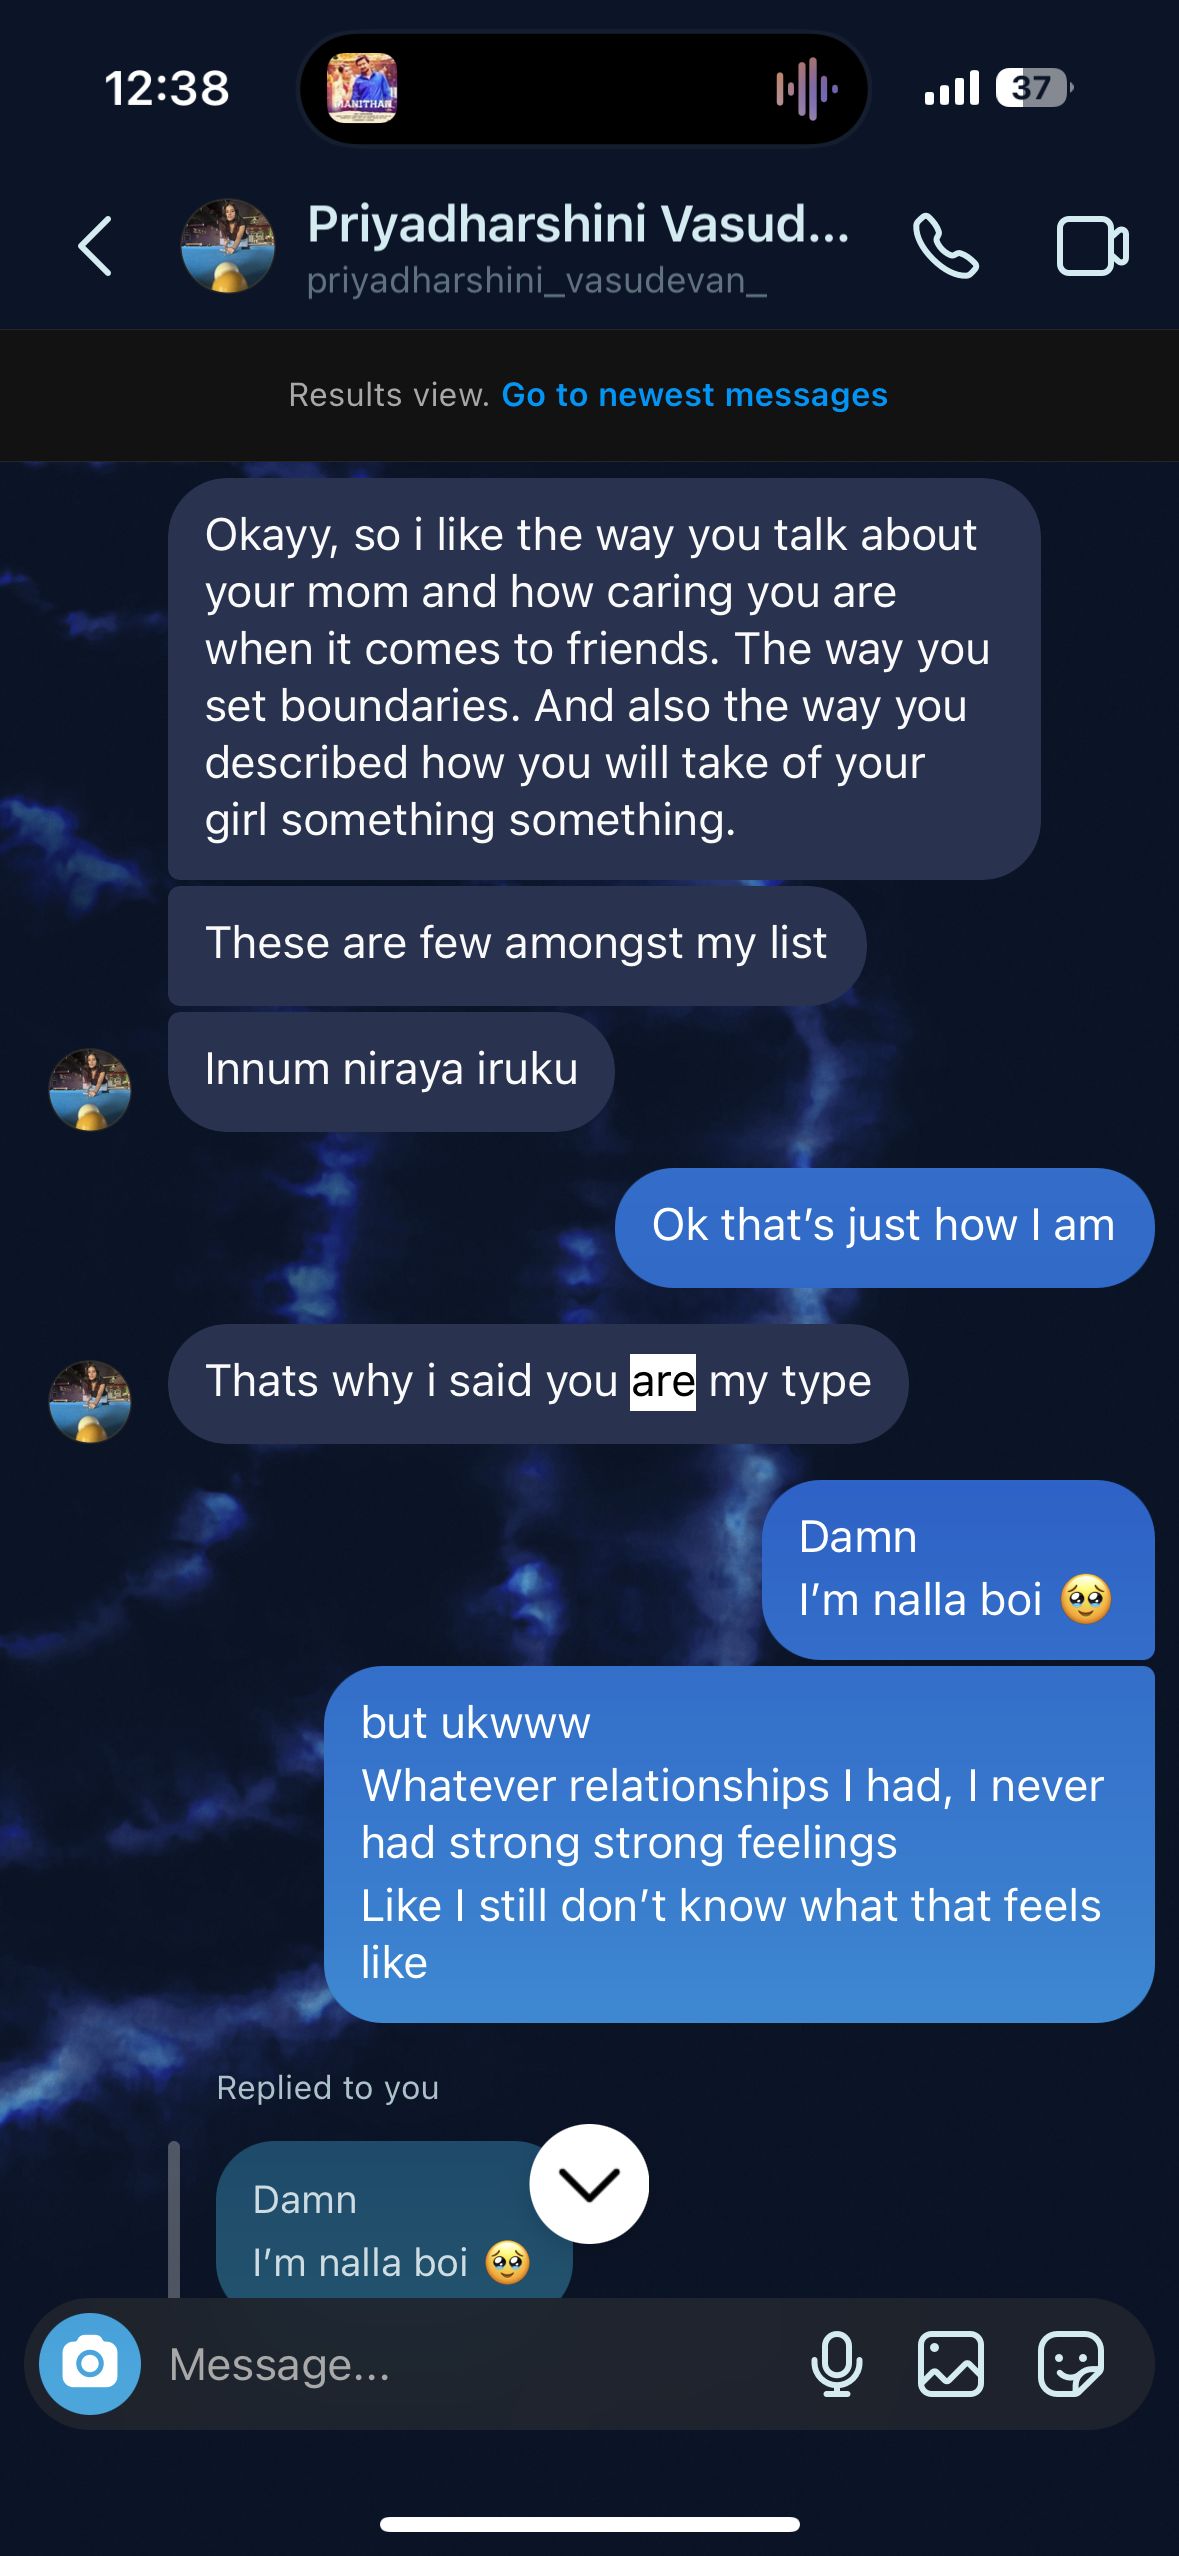 12:38
MANITHAN
37
Priyadharshini Vasud...
priyadharshini_vasudevan_
Results view. Go to newest messages
Okayy, so i like the way you talk about
your mom and how caring you are
when it comes to friends. The way you
set boundaries. And also the way you
described how you will take of your
girl something something.
These are few amongst my list
Innum niraya iruku
Ok that’s just how I am
Thats why i said you are my type
Damn
I’m nalla boi 🥹
but ukwww
Whatever relationships I had, I never
had strong strong feelings
Like I still don’t know what that feels
like
Replied to you
Damn
I’m nalla boi 🥹
Message...